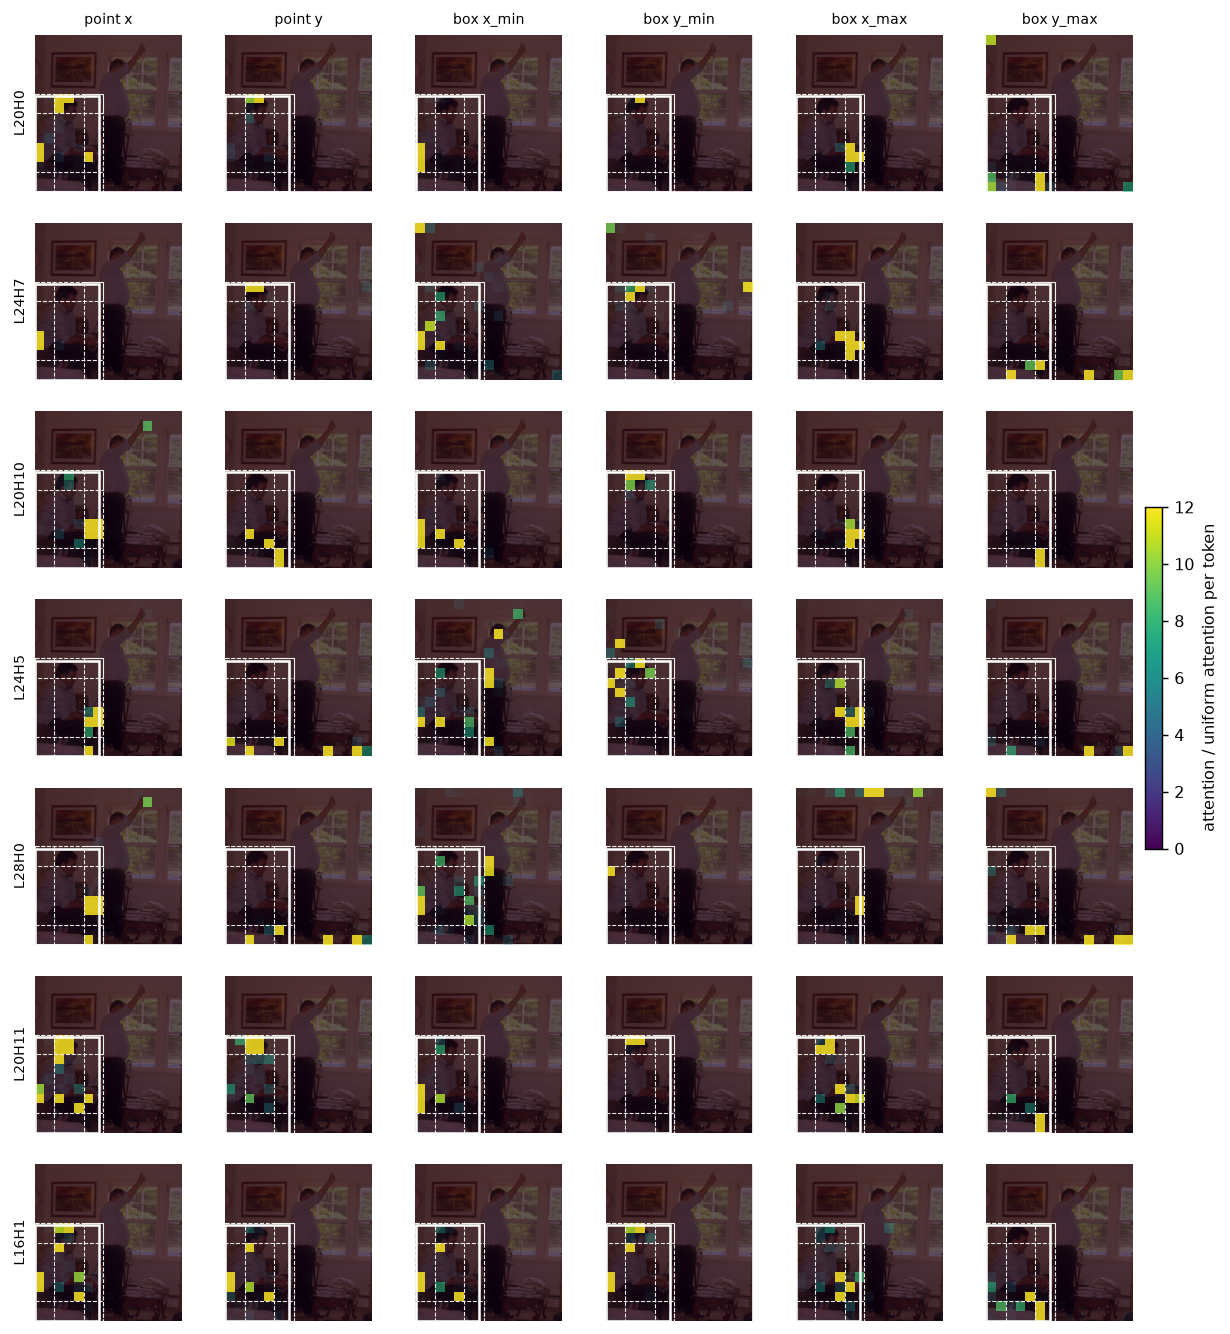 point x point y box x_min box y_min box x_max box y_max
L20H0
L24H7
L20H10
L24H5
L28H0
L20H11
L16H1
12
10
8
6
4
2
0
attention / uniform attention per token